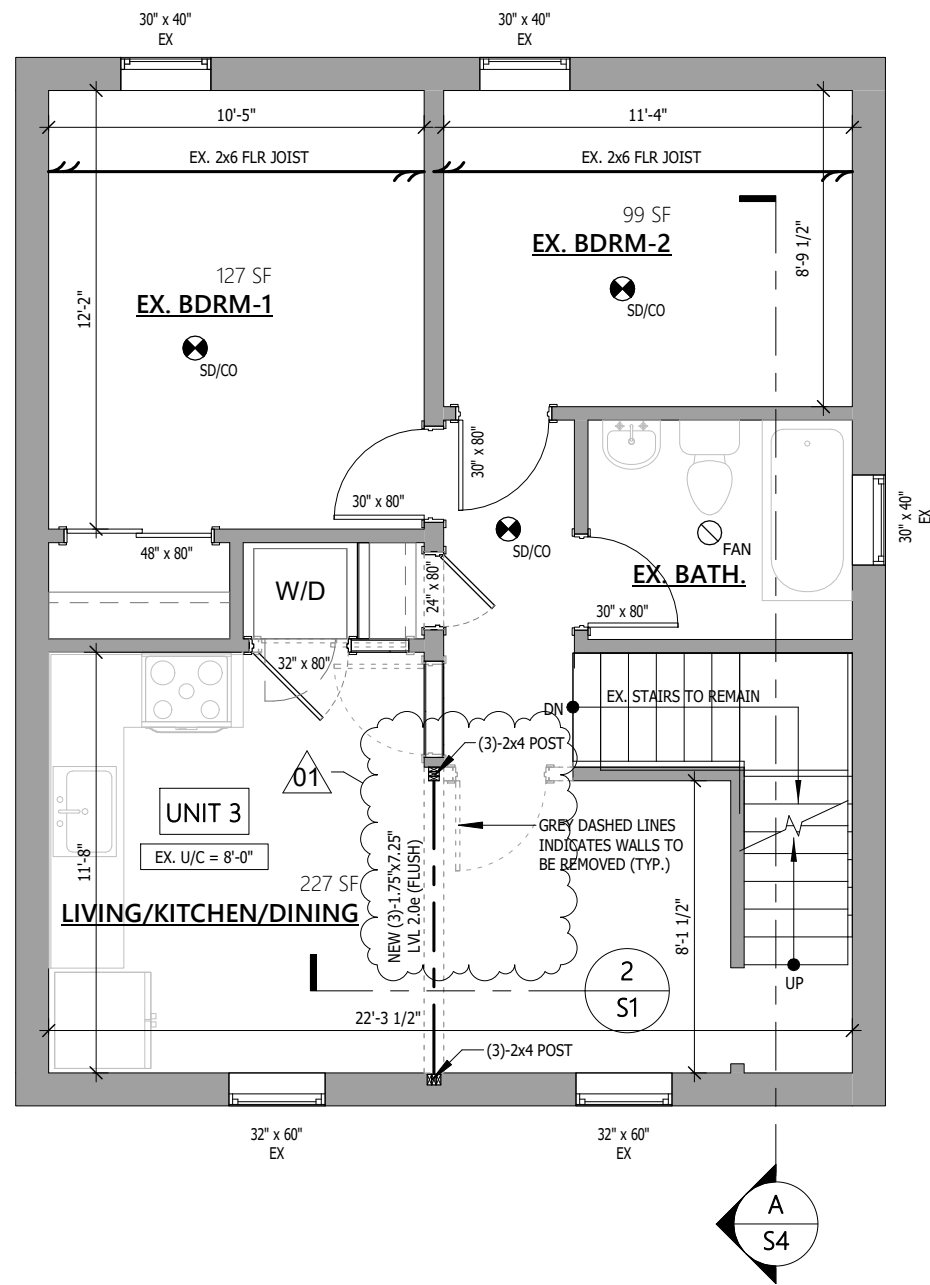 30" x 40"
EX
30" x 40"
EX
10'-5"
11'-4"
EX. 2x6 FLR JOIST
EX. 2x6 FLR JOIST
99 SF
EX. BDRM-2
8'-9 1/2"
SD/CO
127 SF
EX. BDRM-1
12'-2"
SD/CO
30" x 80"
30" x 80"
SD/CO
FAN
EX. BATH.
30" x 40"
EX
48" x 80"
W/D
24" x 80"
30" x 80"
32" x 80"
EX. STAIRS TO REMAIN
DN
(3)-2x4 POST
01
UNIT 3
EX. U/C = 8'-0"
GREY DASHED LINES
INDICATES WALLS TO
BE REMOVED (TYP.)
11'-8"
227 SF
LIVING/KITCHEN/DINING
NEW (3)-1.75"x7.25"
LVL 2.0e (FLUSH)
8'-1 1/2"
2
S1
UP
22'-3 1/2"
(3)-2x4 POST
32" x 60"
EX
32" x 60"
EX
A
S4